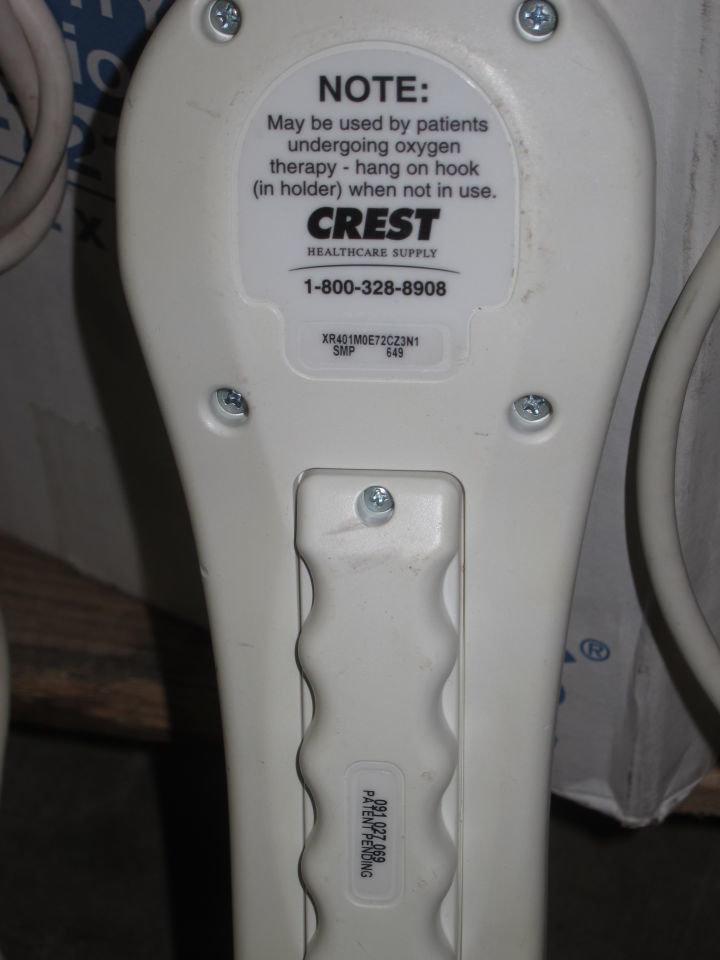 NOTE:
May be used by patients
undergoing oxygen
therapy - hang on hook
(in holder) when not in use.
CREST
HEALTHCARE SUPPLY
1-800-328-8908
XR401M0E72CZ3N1
SMP 649
091 027 069
PATENT PENDING
®